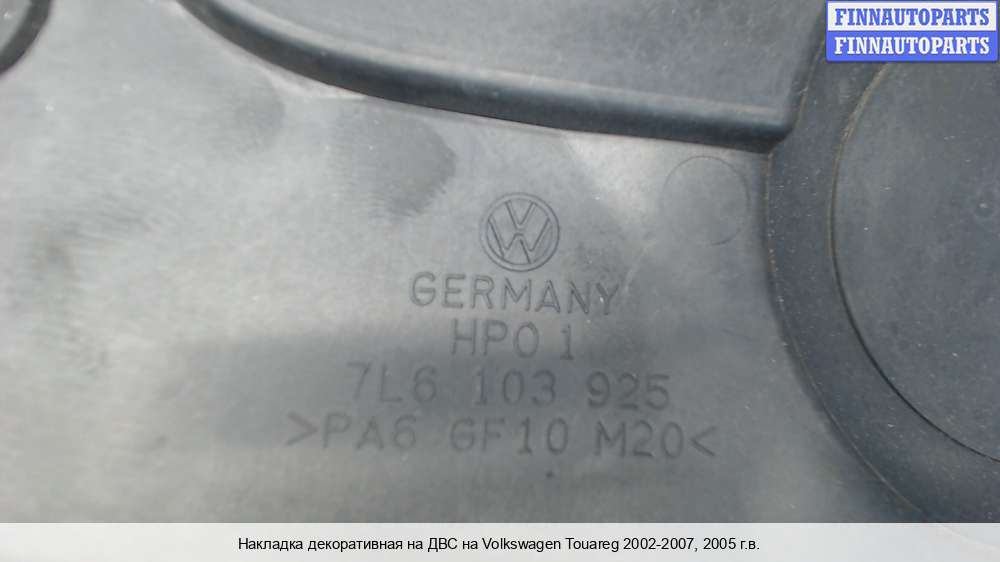 FINNAUTOPARTS
FINNAUTOPARTS
GERMANY
HPO 1
7L6 103 925
>PA6 GF10 M20<
Накладка декоративная на ДВС на Volkswagen Touareg 2002-2007, 2005 г.в.